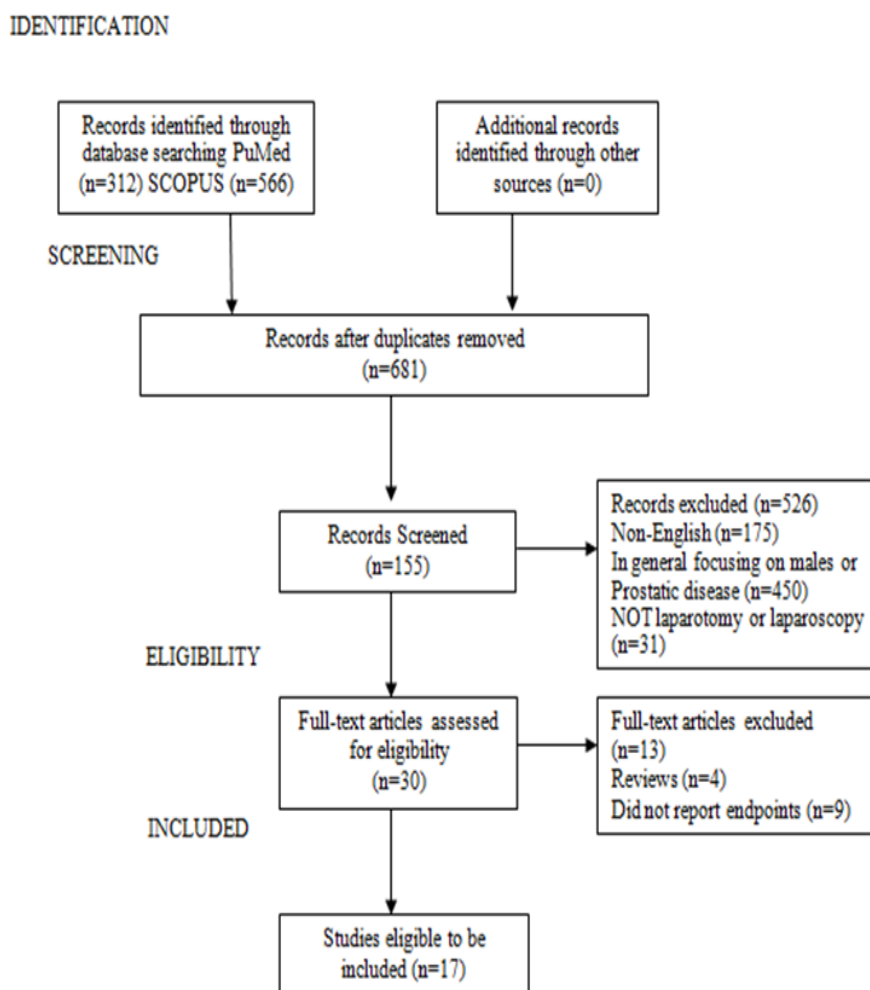 IDENTIFICATION
Records identified through
database searching PuMed
(n=312) SCOPUS (n=566)
Additional records
identified through other
sources (n=0)
SCREENING
Records after duplicates removed
(n=681)
Records Screened
(n=155)
Records excluded (n=526)
Non-English (n=175)
In general focusing on males or
Prostatic disease (n=450)
NOT laparotomy or laparoscopy
(n=31)
ELIGIBILITY
Full-text articles assessed
for eligibility
(n=30)
Full-text articles excluded
(n=13)
Reviews (n=4)
Did not report endpoints (n=9)
INCLUDED
Studies eligible to be
included (n=17)